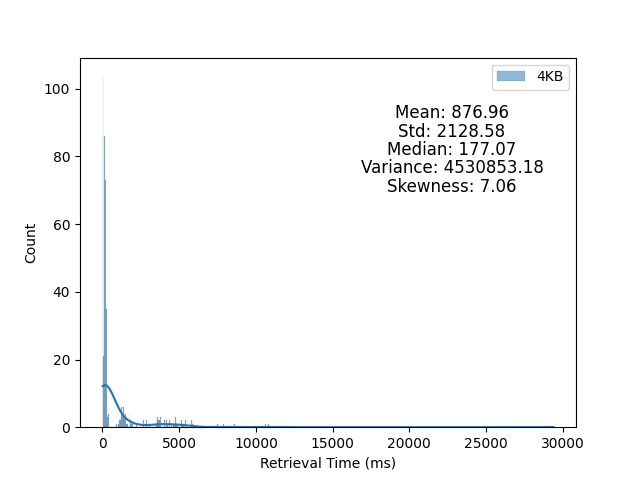 4KB
Mean: 876.96
Std: 2128.58
Median: 177.07
Variance: 4530853.18
Skewness: 7.06
100
80
60
40
20
0
Count
0 5000 10000 15000 20000 25000 30000
Retrieval Time (ms)